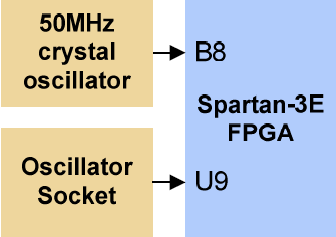 50MHz
crystal
oscillator
B8
Spartan-3E
FPGA
Oscillator
Socket
U9